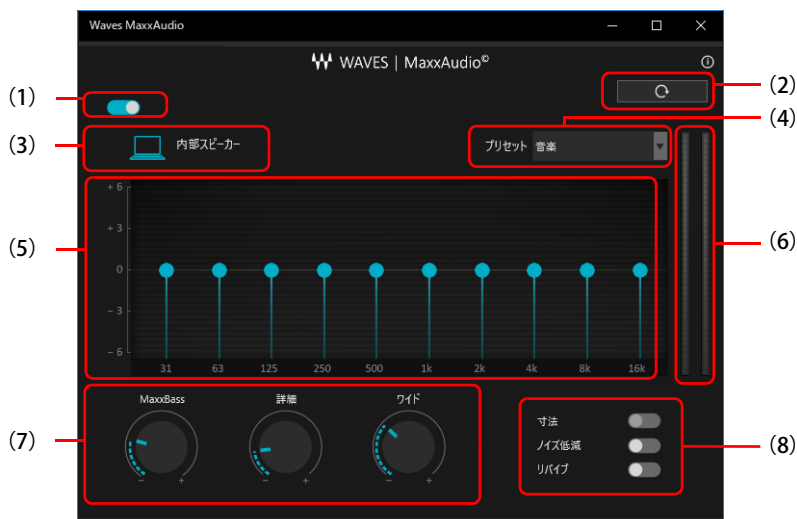 Waves MaxxAudio
WAVES | MaxxAudio©
(1)
(2)
(3)
内部スピーカー
(4)
プリセット 音楽
(5)
+ 6
+ 3
0
− 3
− 6
31 63 125 250 500 1k 2k 4k 8k 16k
(6)
(7)
MaxxBass 詳細 ワイド
− + − + − +
寸法
ノイズ低減
リバイブ
(8)